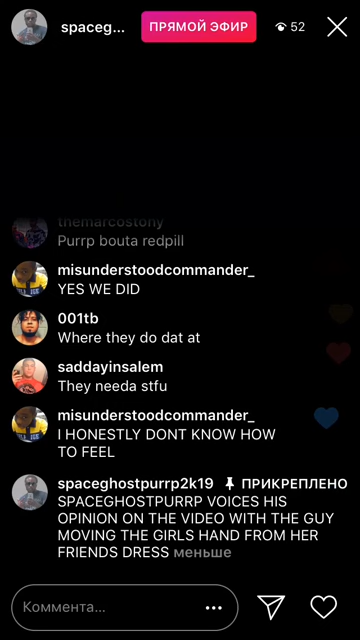 spaceg...
ПРЯМОЙ ЭФИР
52
themarcostony
Purrp bouta redpill
misunderstoodcommander_
YES WE DID
001tb
Where they do dat at
saddayinsalem
They needa stfu
misunderstoodcommander_
I HONESTLY DONT KNOW HOW
TO FEEL
spaceghostpurrp2k19 ПРИКРЕПЛЕНО
SPACEGHOSTPURRP VOICES HIS
OPINION ON THE VIDEO WITH THE GUY
MOVING THE GIRLS HAND FROM HER
FRIENDS DRESS меньше
Коммента...